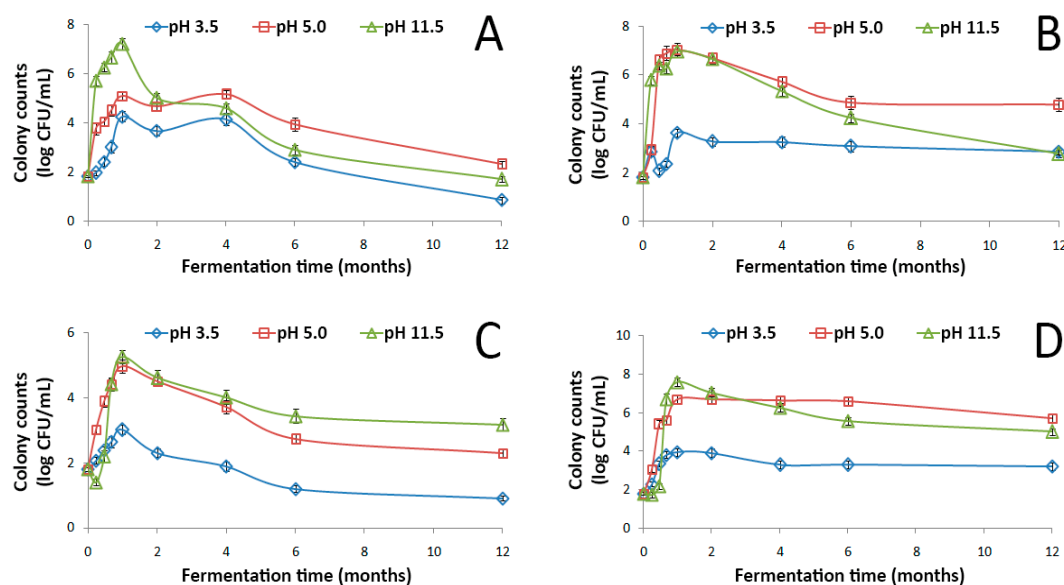 pH 3.5 pH 5.0 pH 11.5 A
8
6
4
2
0
Colony counts
(log CFU/mL)
0 2 4 6 8 10 12
Fermentation time (months)
pH 3.5 pH 5.0 pH 11.5 B
8
6
4
2
0
Colony counts
(log CFU/mL)
0 2 4 6 8 10 12
Fermentation time (months)
pH 3.5 pH 5.0 pH 11.5 C
6
4
2
0
Colony counts
(log CFU/mL)
0 2 4 6 8 10 12
Fermentation time (months)
pH 3.5 pH 5.0 pH 11.5 D
10
8
6
4
2
0
Colony counts
(log CFU/mL)
0 2 4 6 8 10 12
Fermentation time (months)